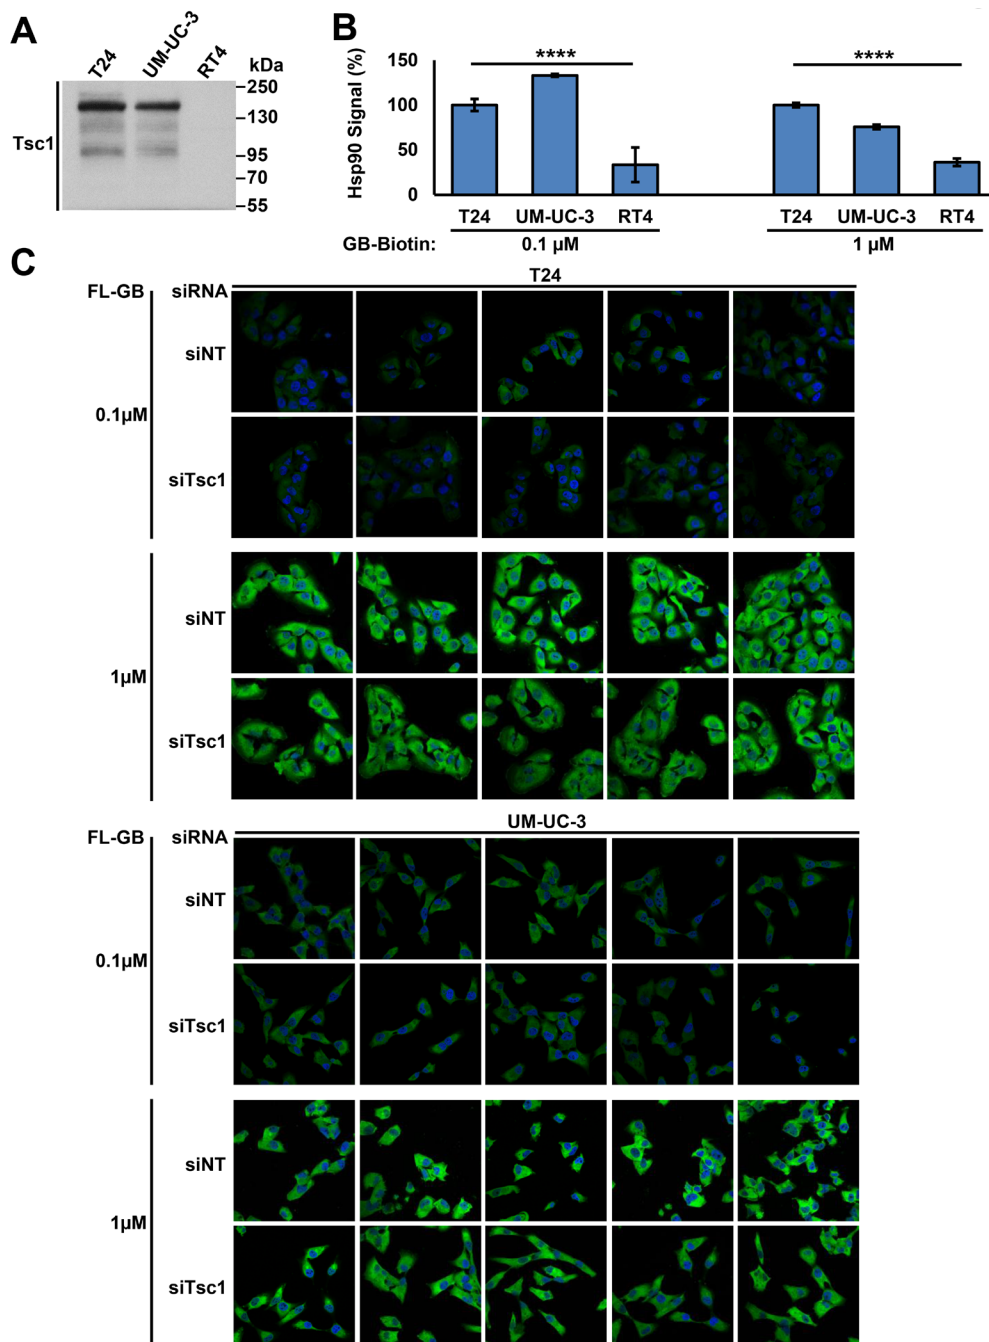 A
T24
UM-UC-3
RT4
kDa
250
130
95
70
55
Tsc1
B
Hsp90 Signal (%)
150
100
50
0
****
****
T24 UM-UC-3 RT4
T24 UM-UC-3 RT4
GB-Biotin: 0.1 µM 1 µM
C
T24
FL-GB siRNA
siNT
0.1µM
siTsc1
siNT
1µM
siTsc1
UM-UC-3
FL-GB siRNA
siNT
0.1µM
siTsc1
siNT
1µM
siTsc1